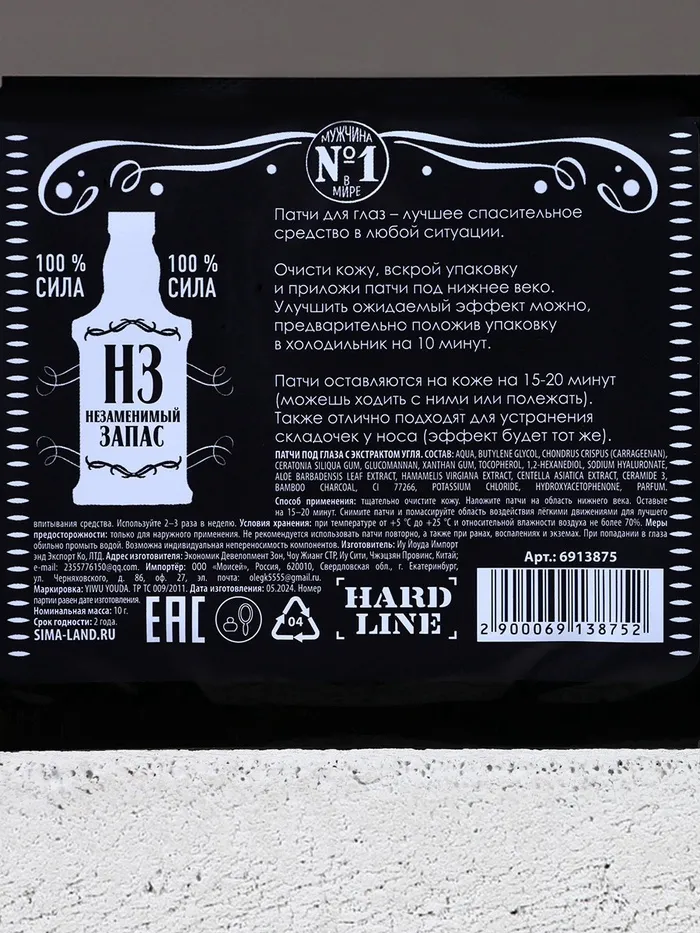 МУЖЧИНА
№1
В
МИРЕ
100 %
СИЛА
100 %
СИЛА
НЗ
НЕЗАМЕНИМЫЙ
ЗАПАС
Патчи для глаз – лучшее спасительное
средство в любой ситуации.
Очисти кожу, вскрой упаковку
и приложи патчи под нижнее веко.
Улучшить ожидаемый эффект можно,
предварительно положив упаковку
в холодильник на 10 минут.
Патчи оставляются на коже на 15-20 минут
(можешь ходить с ними или полежать).
Также отлично подходят для устранения
складочек у носа (эффект будет тот же).
ПАТЧИ ПОД ГЛАЗА С ЭКСТРАКТОМ УГЛЯ. СОСТАВ: AQUA, BUTYLENE GLYCOL, CHONDRUS CRISPUS (CARRAGEENAN),
CERATONIA SILIQUA GUM, GLUCOMANNAN, XANTHAN GUM, TOCOPHEROL, 1,2-HEXANEDIOL, SODIUM HYALURONATE,
ALOE BARBADENSIS LEAF EXTRACT, HAMAMELIS VIRGIANA EXTRACT, CENTELLA ASIATICA EXTRACT, CERAMIDE 3,
BAMBOO CHARCOAL, CI 77266, POTASSIUM CHLORIDE, HYDROXYACETOPHENONE, PARFUM.
Способ применения: тщательно очистите кожу. Наложите патчи на область нижнего века. Оставьте
на 15–20 минут. Снимите патчи и помассируйте область воздействия лёгкими движениями для лучшего
впитывания средства. Используйте 2–3 раза в неделю. Условия хранения: при температуре от +5 °С до +25 °С и относительной влажности воздуха не более 70%. Меры
предосторожности: только для наружного применения. Не рекомендуется использовать патчи повторно, а также при ранах, воспалениях и экземах. При попадании в глаза
обильно промыть водой. Возможна индивидуальная непереносимость компонентов. Изготовитель: Иу Йоуда Импорт
энд Экспорт Ко, ЛТД. Адрес изготовителя: Экономик Девелопмент Зон, Чоу Жианг СТР, Йу Сити, Чжэцзян Провинс, Китай;
e-mail: 2355776150@qq.com. Импортёр: ООО «Моисей», Россия, 620010, Свердловская обл., г. Екатеринбург,
ул. Черняховского, д. 86, оф. 27, эл. почта: olegk5555@gmail.ru.
Маркировка: YIWU YOUDA. ТР ТС 009/2011. Дата изготовления: 05.2024. Номер
партии равен дате изготовления.
Номинальная масса: 10 г.
Срок годности: 2 года.
SIMA-LAND.RU
EAC
04
HARD
LINE
Арт.: 6913875
2 900069 138752